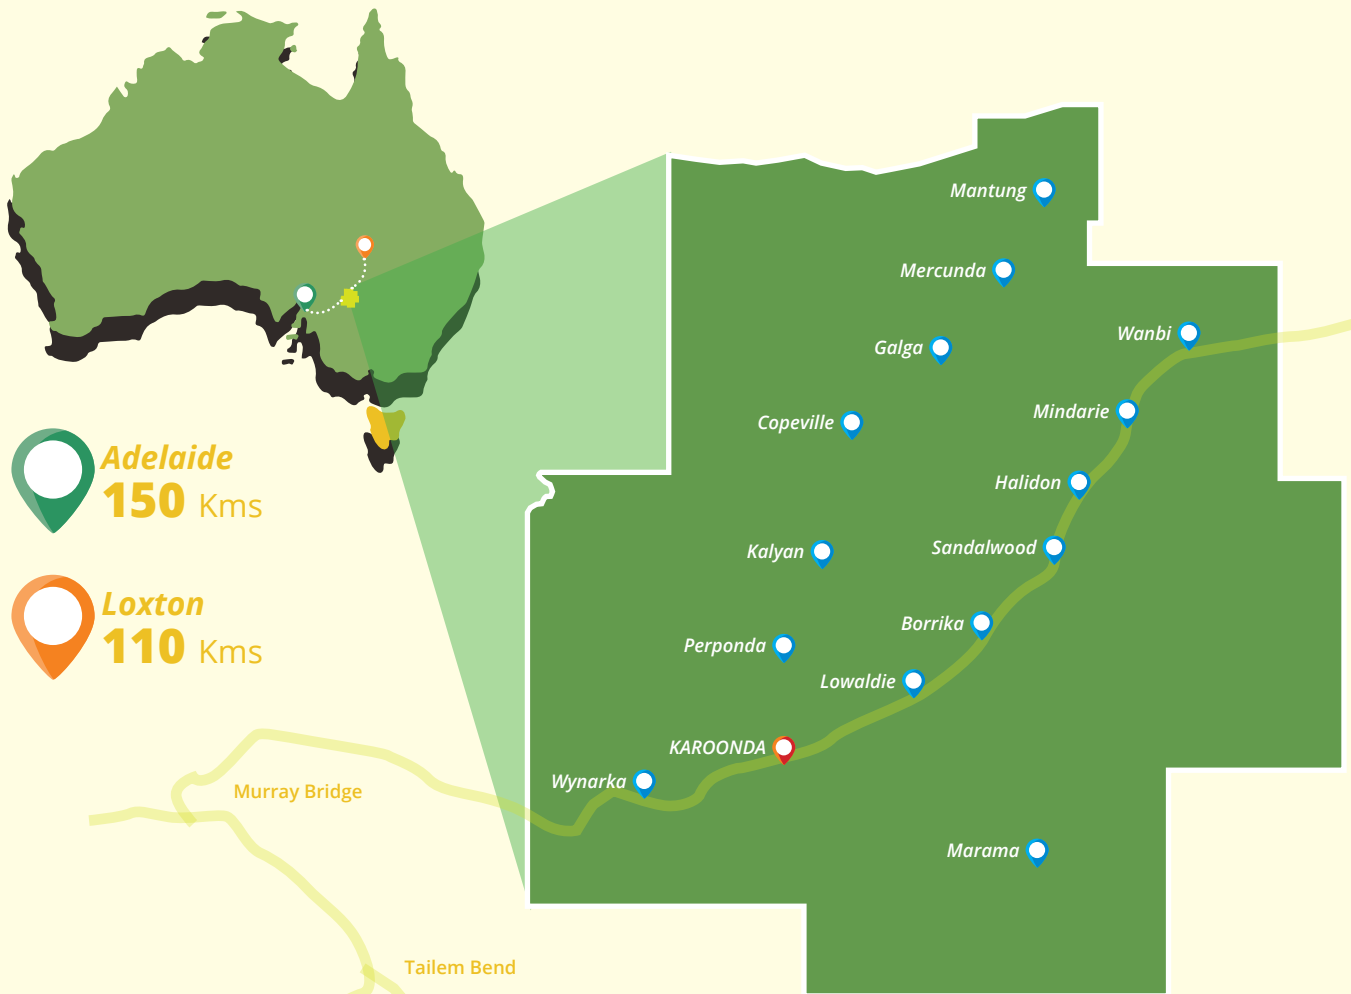 Mantung
Mercunda
Wanbi
Galga
Mindarie
Copeville
Adelaide
150 Kms
Halidon
Kalyan
Sandalwood
Loxton
110 Kms
Borrika
Perponda
Lowaldie
KAROONDA
Wynarka
Murray Bridge
Marama
Tailem Bend